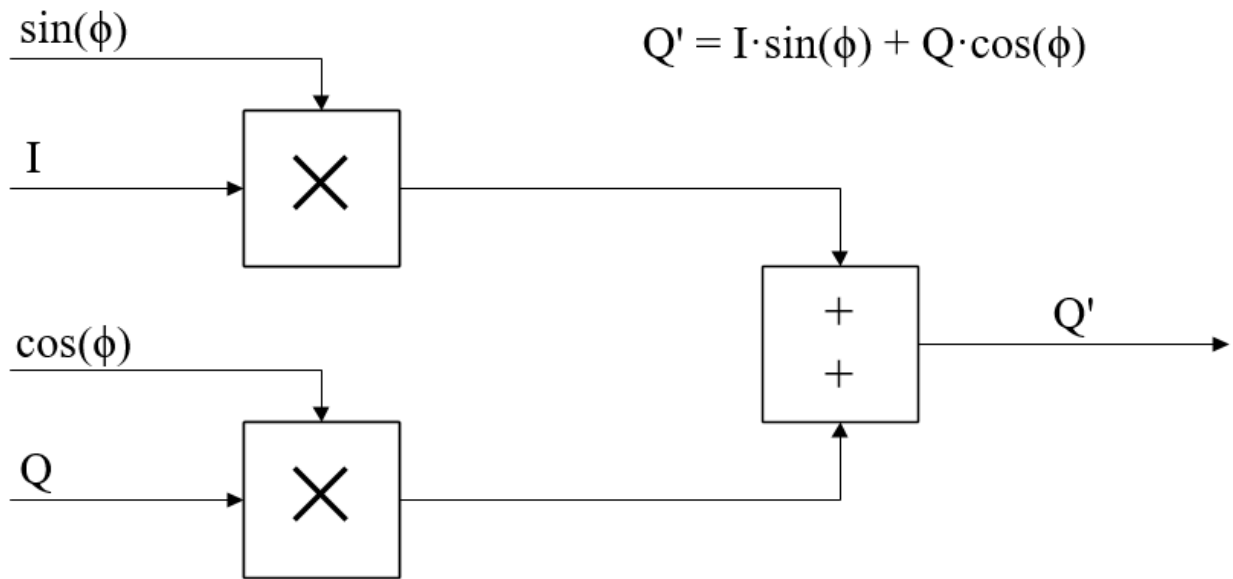 sin(ϕ)
Q' = I·sin(ϕ) + Q·cos(ϕ)
I
×
+
+
Q'
cos(ϕ)
Q
×